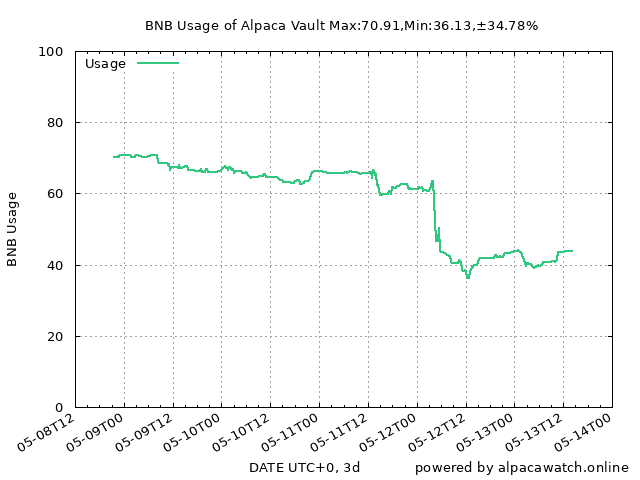 BNB Usage of Alpaca Vault Max:70.91,Min:36.13,±34.78%
100
Usage
80
60
40
20
0
BNB Usage
05-08T12
05-09T00
05-09T12
05-10T00
05-10T12
05-11T00
05-11T12
05-12T00
05-12T12
05-13T00
05-13T12
05-14T00
DATE UTC+0, 3d
powered by alpacawatch.online